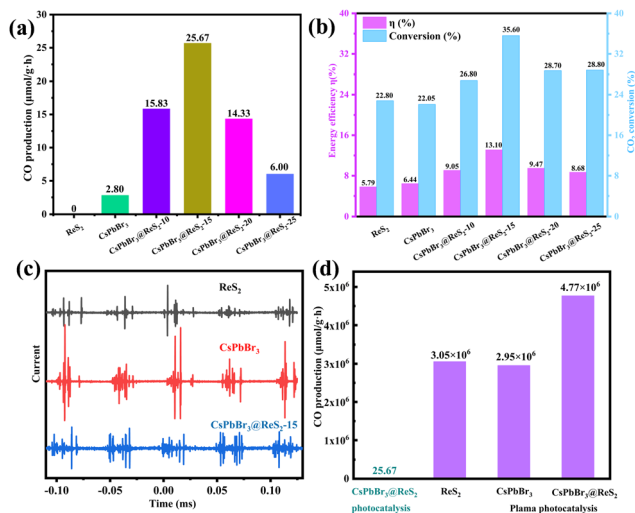 (a)
CO production (μmol/g·h)
30
25
20
15
10
5
0
0
2.80
15.83
25.67
14.33
6.00
ReS2
CsPbBr3
CsPbBr3@ReS2-10
CsPbBr3@ReS2-15
CsPbBr3@ReS2-20
CsPbBr3@ReS2-25
(b)
η (%)
Conversion (%)
Energy efficiency η(%)
40
32
24
16
8
0
5.79
22.80
6.44
22.05
9.05
26.80
13.10
35.60
9.47
28.70
8.68
28.80
40
32
24
16
8
0
CO2 conversion (%)
ReS2
CsPbBr3
CsPbBr3@ReS2-10
CsPbBr3@ReS2-15
CsPbBr3@ReS2-20
CsPbBr3@ReS2-25
(c)
Current
ReS2
CsPbBr3
CsPbBr3@ReS2-15
-0.10
-0.05
0.00
0.05
0.10
Time (ms)
(d)
CO production (μmol/g·h)
5×10⁶
4×10⁶
3×10⁶
2×10⁶
1×10⁶
0
25.67
3.05×10⁶
2.95×10⁶
4.77×10⁶
CsPbBr3@ReS2
photocatalysis
ReS2
CsPbBr3
CsPbBr3@ReS2
Plama photocatalysis